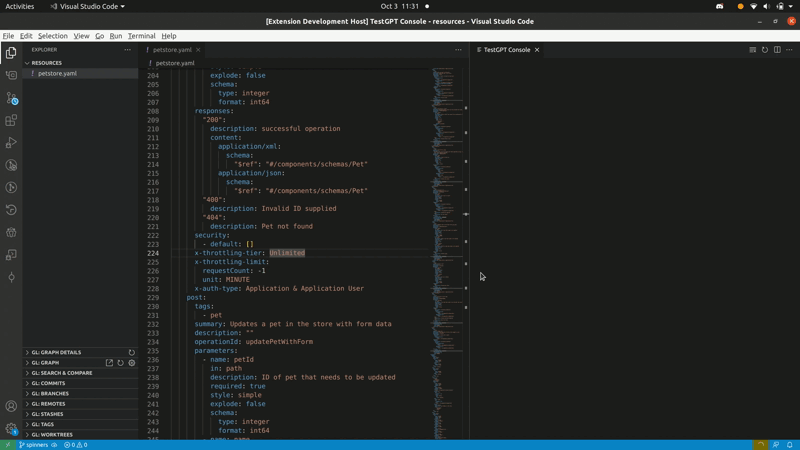 Activities
Visual Studio Code
Oct 3 11:31
[Extension Development Host] TestGPT Console - resources - Visual Studio Code
File Edit Selection View Go Run Terminal Help
EXPLORER
RESOURCES
! petstore.yaml
GL: GRAPH DETAILS
GL: GRAPH
GL: SEARCH & COMPARE
GL: COMMITS
GL: BRANCHES
GL: REMOTES
GL: STASHES
GL: TAGS
GL: WORKTREES
! petstore.yaml
! petstore.yaml
204 explode: false
205 schema:
206 type: integer
207 format: int64
208 responses:
209 "200":
210 description: successful operation
211 content:
212 application/xml:
213 schema:
214 "$ref": "#/components/schemas/Pet"
215 application/json:
216 schema:
217 "$ref": "#/components/schemas/Pet"
218 "400":
219 description: Invalid ID supplied
220 "404":
221 description: Pet not found
222 security:
223 - default: []
224 x-throttling-tier: Unlimited
225 x-throttling-limit:
226 requestCount: -1
227 unit: MINUTE
228 x-auth-type: Application & Application User
229 post:
230 tags:
231 - pet
232 summary: Updates a pet in the store with form data
233 description: ""
234 operationId: updatePetWithForm
235 parameters:
236 - name: petId
237 in: path
238 description: ID of pet that needs to be updated
239 required: true
240 style: simple
241 explode: false
242 schema:
243 type: integer
244 format: int64
TestGPT Console
spinners
0 0